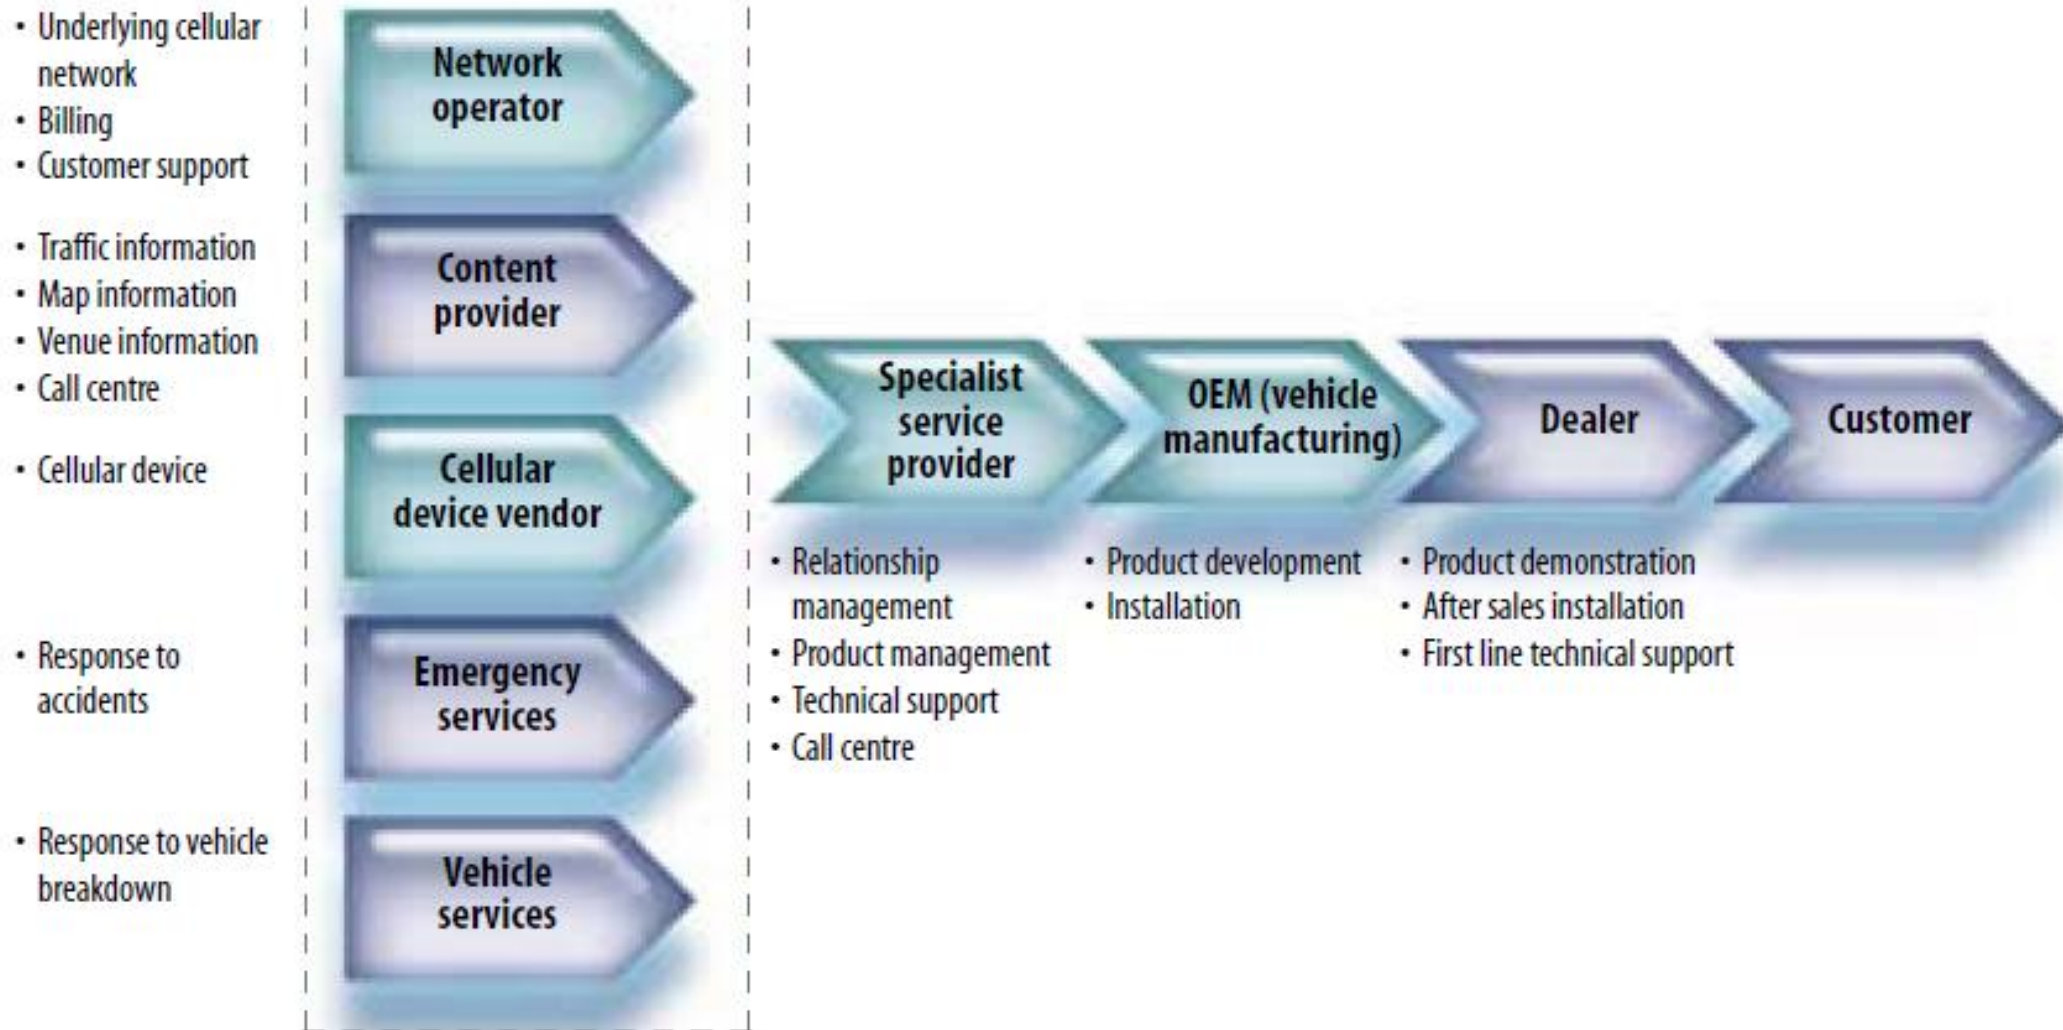 • Underlying cellular
network
• Billing
• Customer support
Network
operator
• Traffic information
• Map information
• Venue information
• Call centre
Content
provider
• Cellular device
Cellular
device vendor
• Response to
accidents
Emergency
services
• Response to vehicle
breakdown
Vehicle
services
Specialist
service
provider
• Relationship
management
• Product management
• Technical support
• Call centre
OEM (vehicle
manufacturing)
• Product development
• Installation
Dealer
• Product demonstration
• After sales installation
• First line technical support
Customer